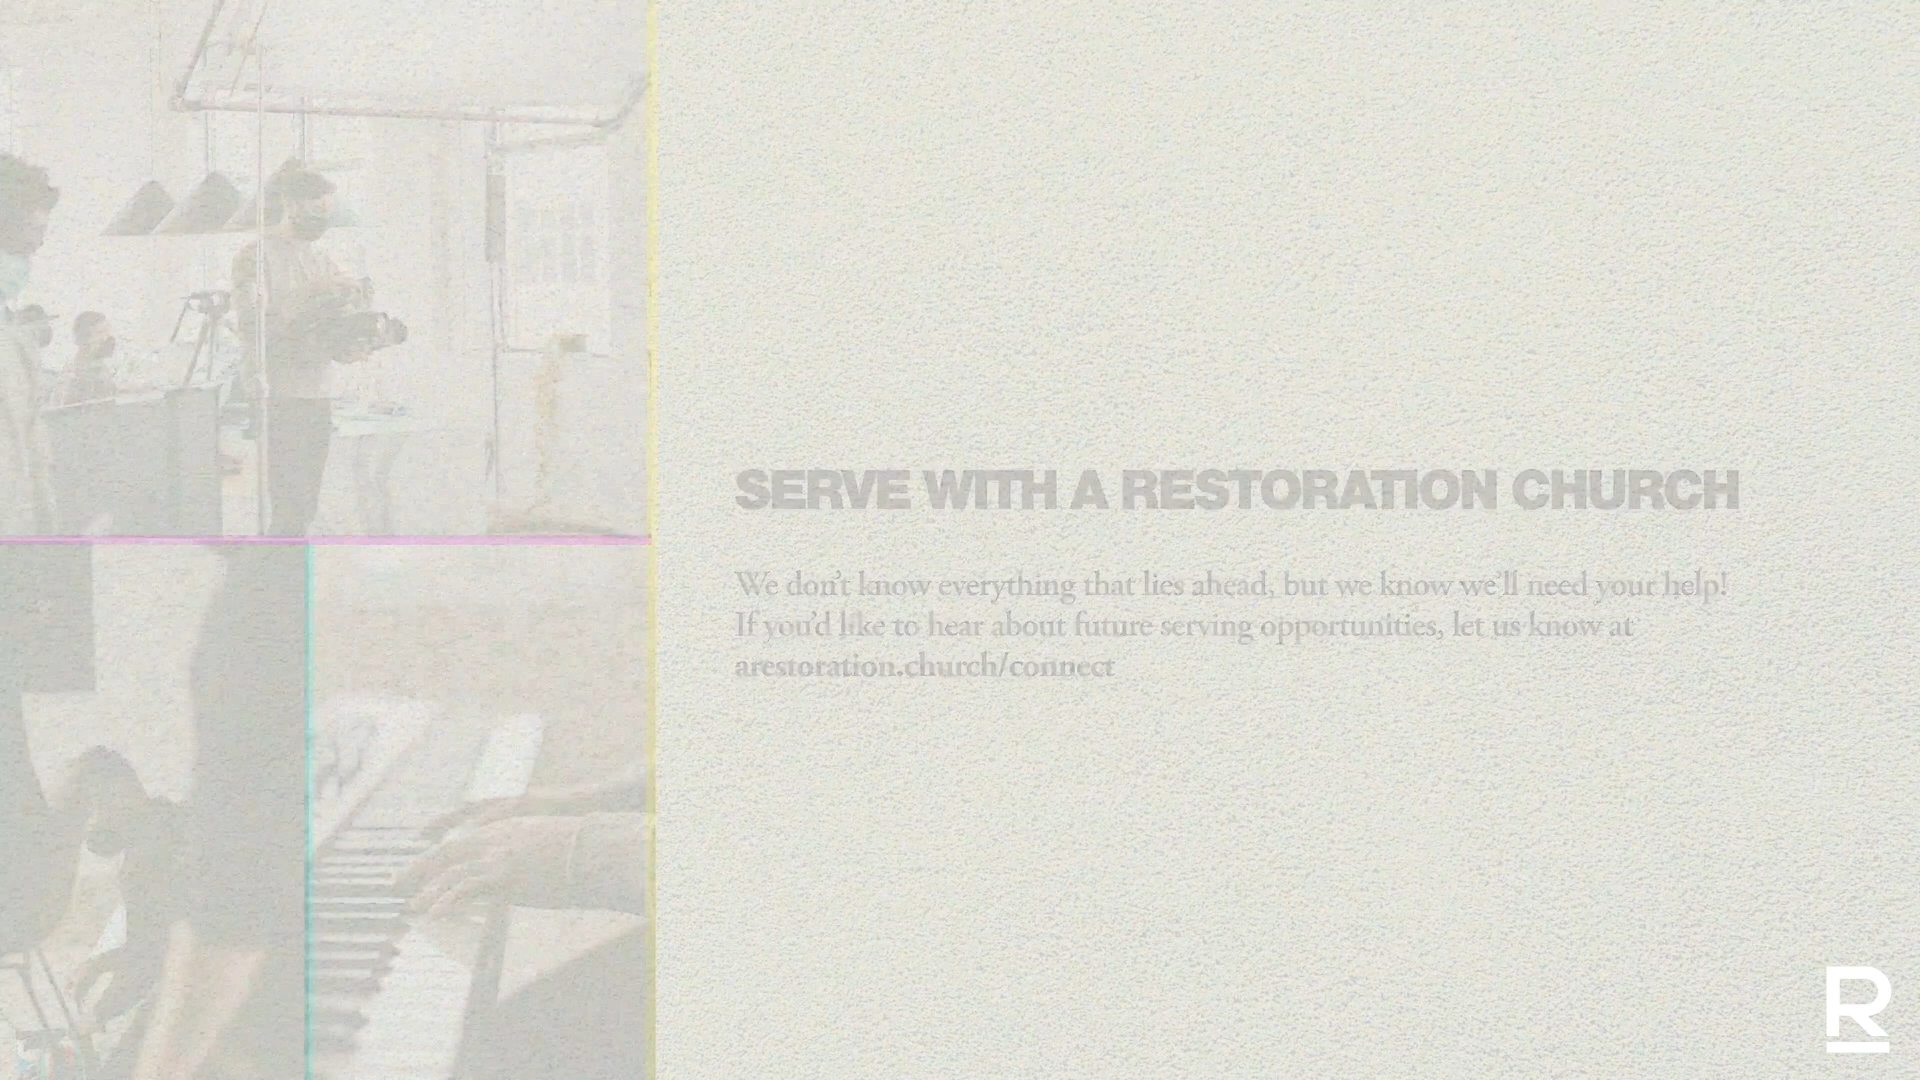 SERVE WITH A RESTORATION CHURCH
We don't know everything that lies ahead, but we know we'll need your help!
If you'd like to hear about future serving opportunities, let us know at
arestoration.church/connect
R